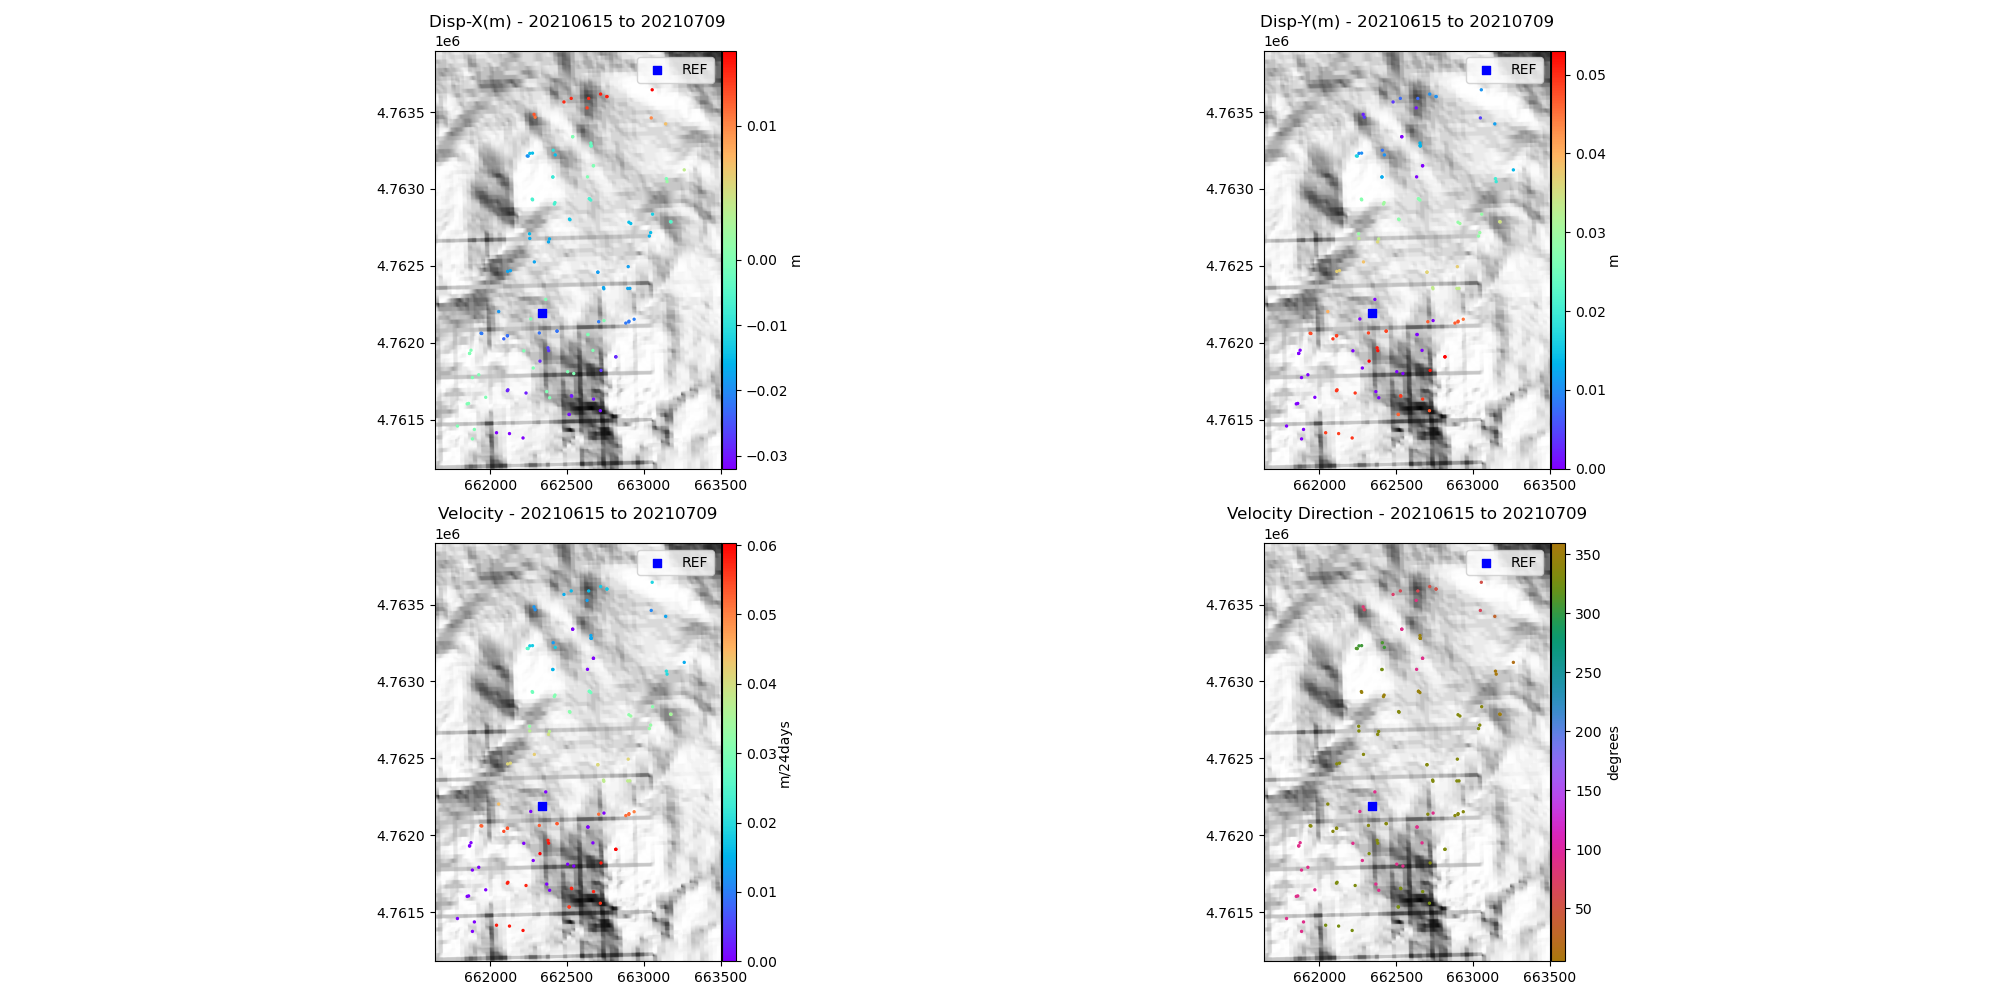 Disp-X(m) - 20210615 to 20210709
1e6
REF
4.7635
4.7630
4.7625
4.7620
4.7615
662000 662500 663000 663500
0.01
0.00
−0.01
−0.02
−0.03
m
Disp-Y(m) - 20210615 to 20210709
1e6
REF
4.7635
4.7630
4.7625
4.7620
4.7615
662000 662500 663000 663500
0.05
0.04
0.03
0.02
0.01
0.00
m
Velocity - 20210615 to 20210709
1e6
REF
4.7635
4.7630
4.7625
4.7620
4.7615
662000 662500 663000 663500
0.06
0.05
0.04
0.03
0.02
0.01
0.00
m/24days
Velocity Direction - 20210615 to 20210709
1e6
REF
4.7635
4.7630
4.7625
4.7620
4.7615
662000 662500 663000 663500
350
300
250
200
150
100
50
degrees